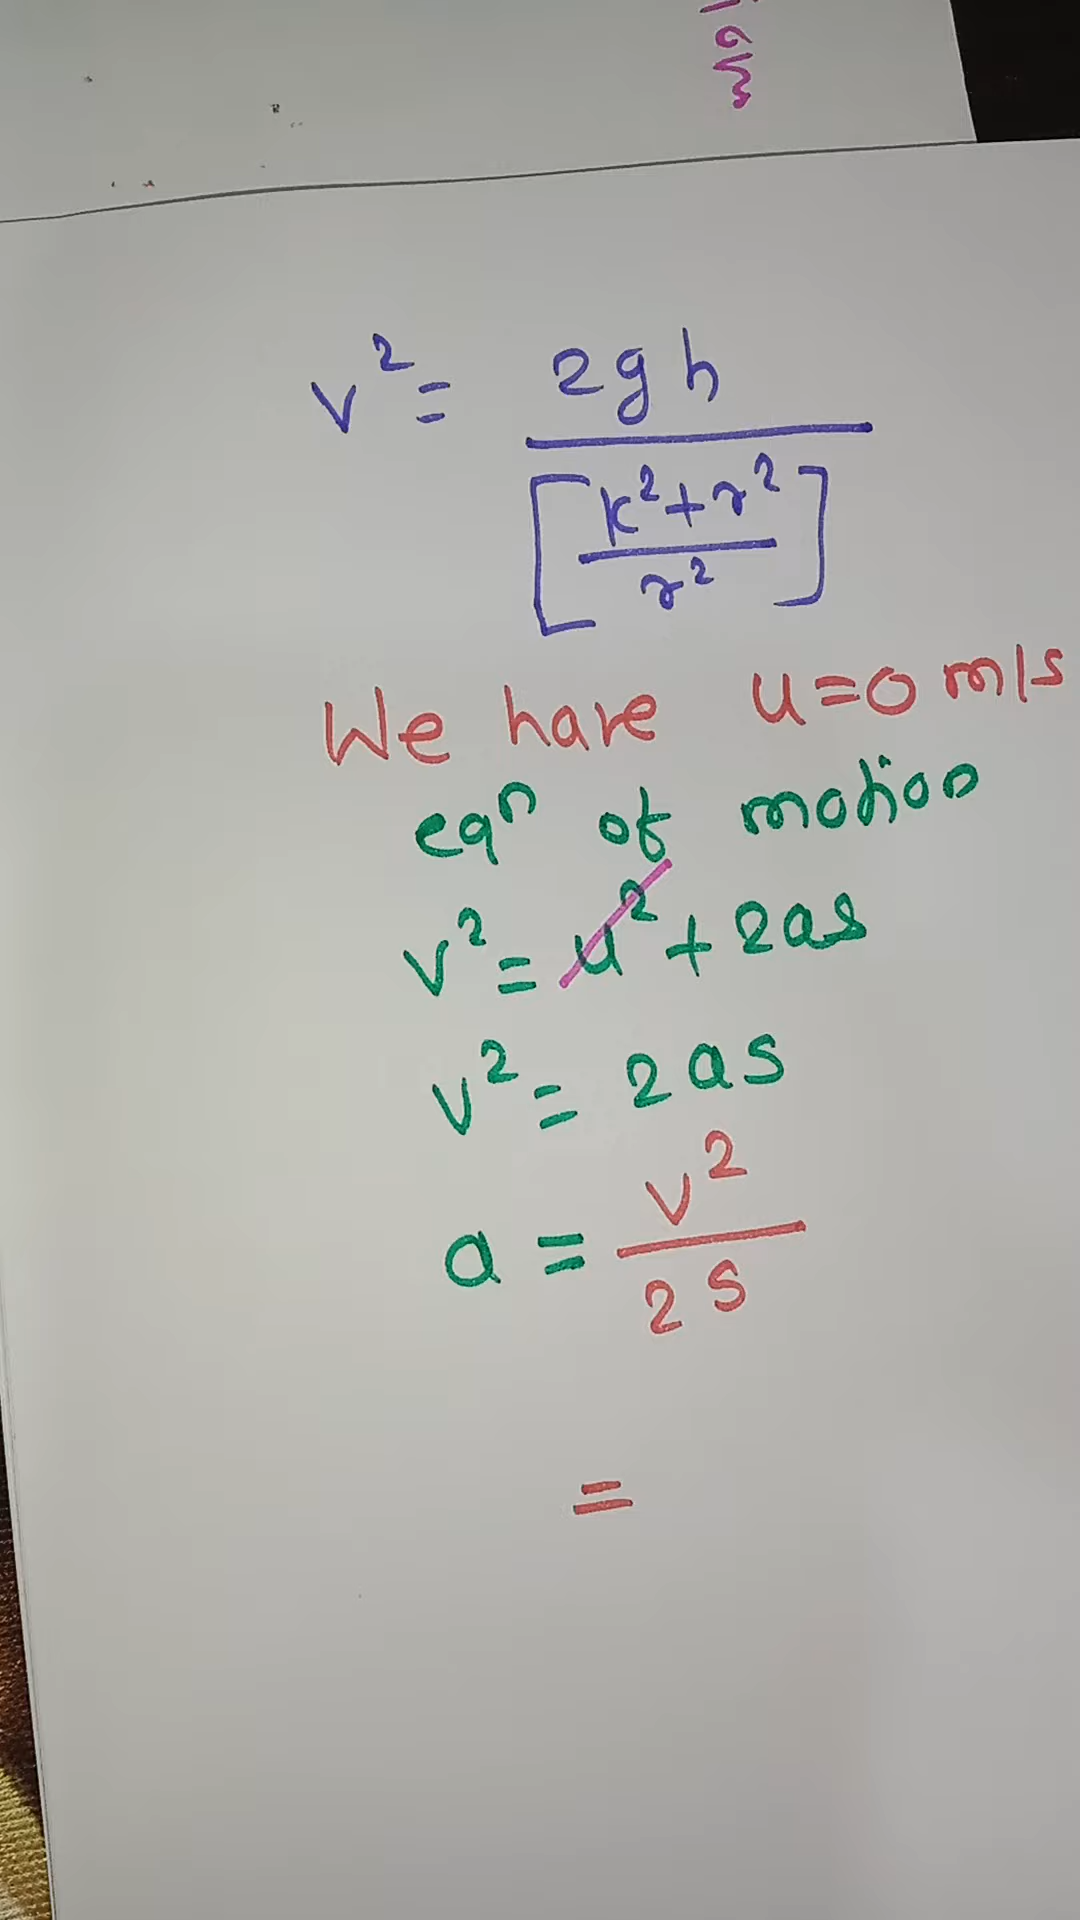 v² = 2gh / [k²+r² / r²]
We have u=0 m/s
eqⁿ of motion
v² = u² + 2as
v² = 2as
a = v² / 2s
=